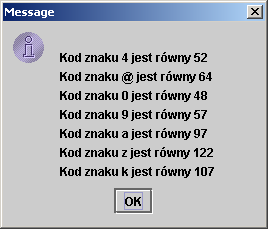 Message
Kod znaku 4 jest równy 52
Kod znaku @ jest równy 64
Kod znaku 0 jest równy 48
Kod znaku 9 jest równy 57
Kod znaku a jest równy 97
Kod znaku z jest równy 122
Kod znaku k jest równy 107
OK